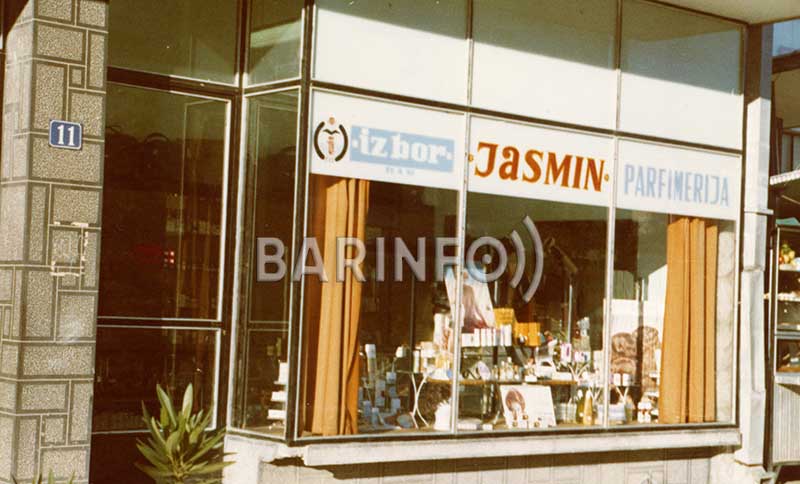 11
izbor
JaSMIN
PARFIMERIJA
BARINFO